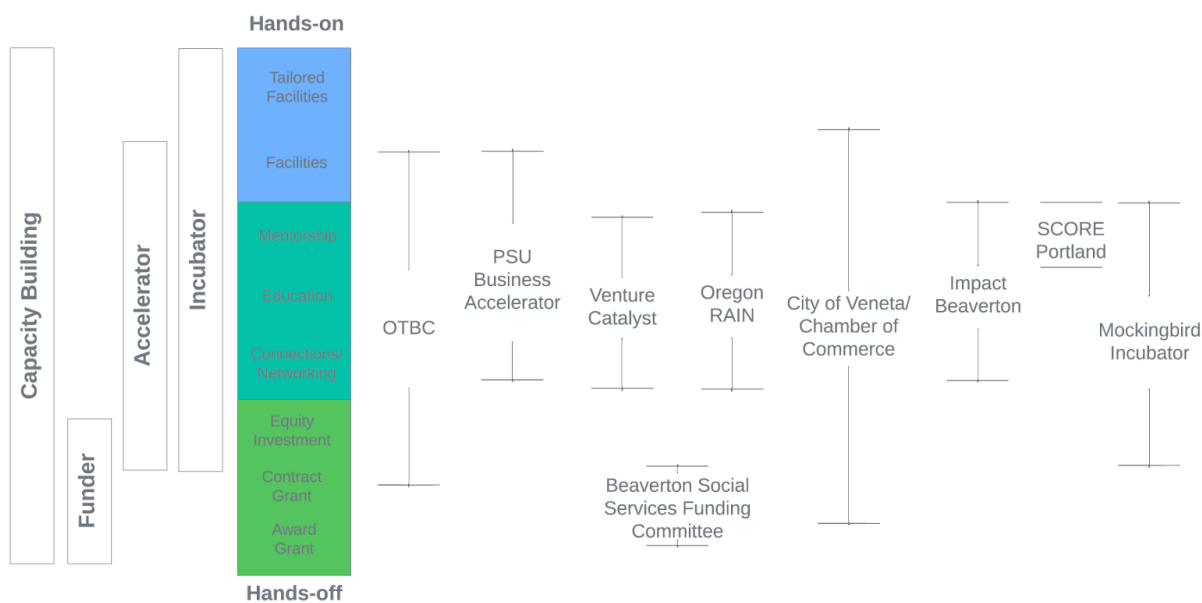 Hands-on
Capacity Building
Funder
Accelerator
Incubator
Tailored
Facilities
Facilities
Mentorship
Education
Connections/
Networking
Equity
Investment
Contract
Grant
Award
Grant
Hands-off
OTBC
PSU
Business
Accelerator
Venture
Catalyst
Oregon
RAIN
Beaverton Social
Services Funding
Committee
City of Veneta/
Chamber of
Commerce
Impact
Beaverton
SCORE
Portland
Mockingbird
Incubator